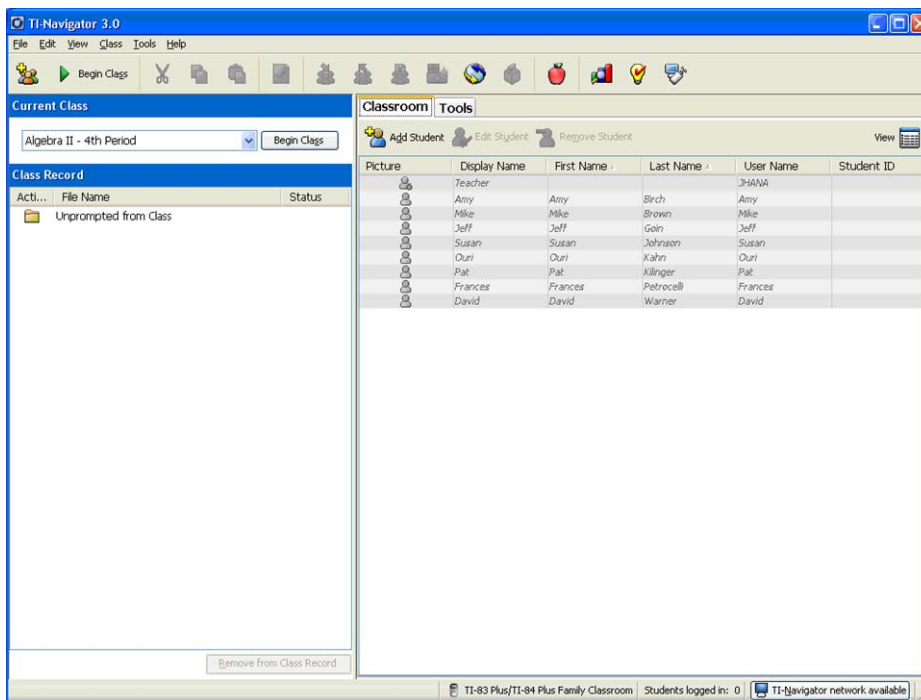 TI-Navigator 3.0
File Edit View Class Tools Help
Begin Class
Current Class
Algebra II - 4th Period Begin Class
Class Record
Acti... File Name Status
Unprompted from Class
Remove from Class Record
Classroom Tools
Add Student Edit Student Remove Student View
Picture Display Name First Name Last Name User Name Student ID
Teacher JHANA
Amy Amy Birch Amy
Mike Mike Brown Mike
Jeff Jeff Goin Jeff
Susan Susan Johnson Susan
Ouri Ouri Kahn Ouri
Pat Pat Kilinger Pat
Frances Frances Petrocelli Frances
David David Warner David
TI-83 Plus/TI-84 Plus Family Classroom Students logged in: 0 TI-Navigator network available